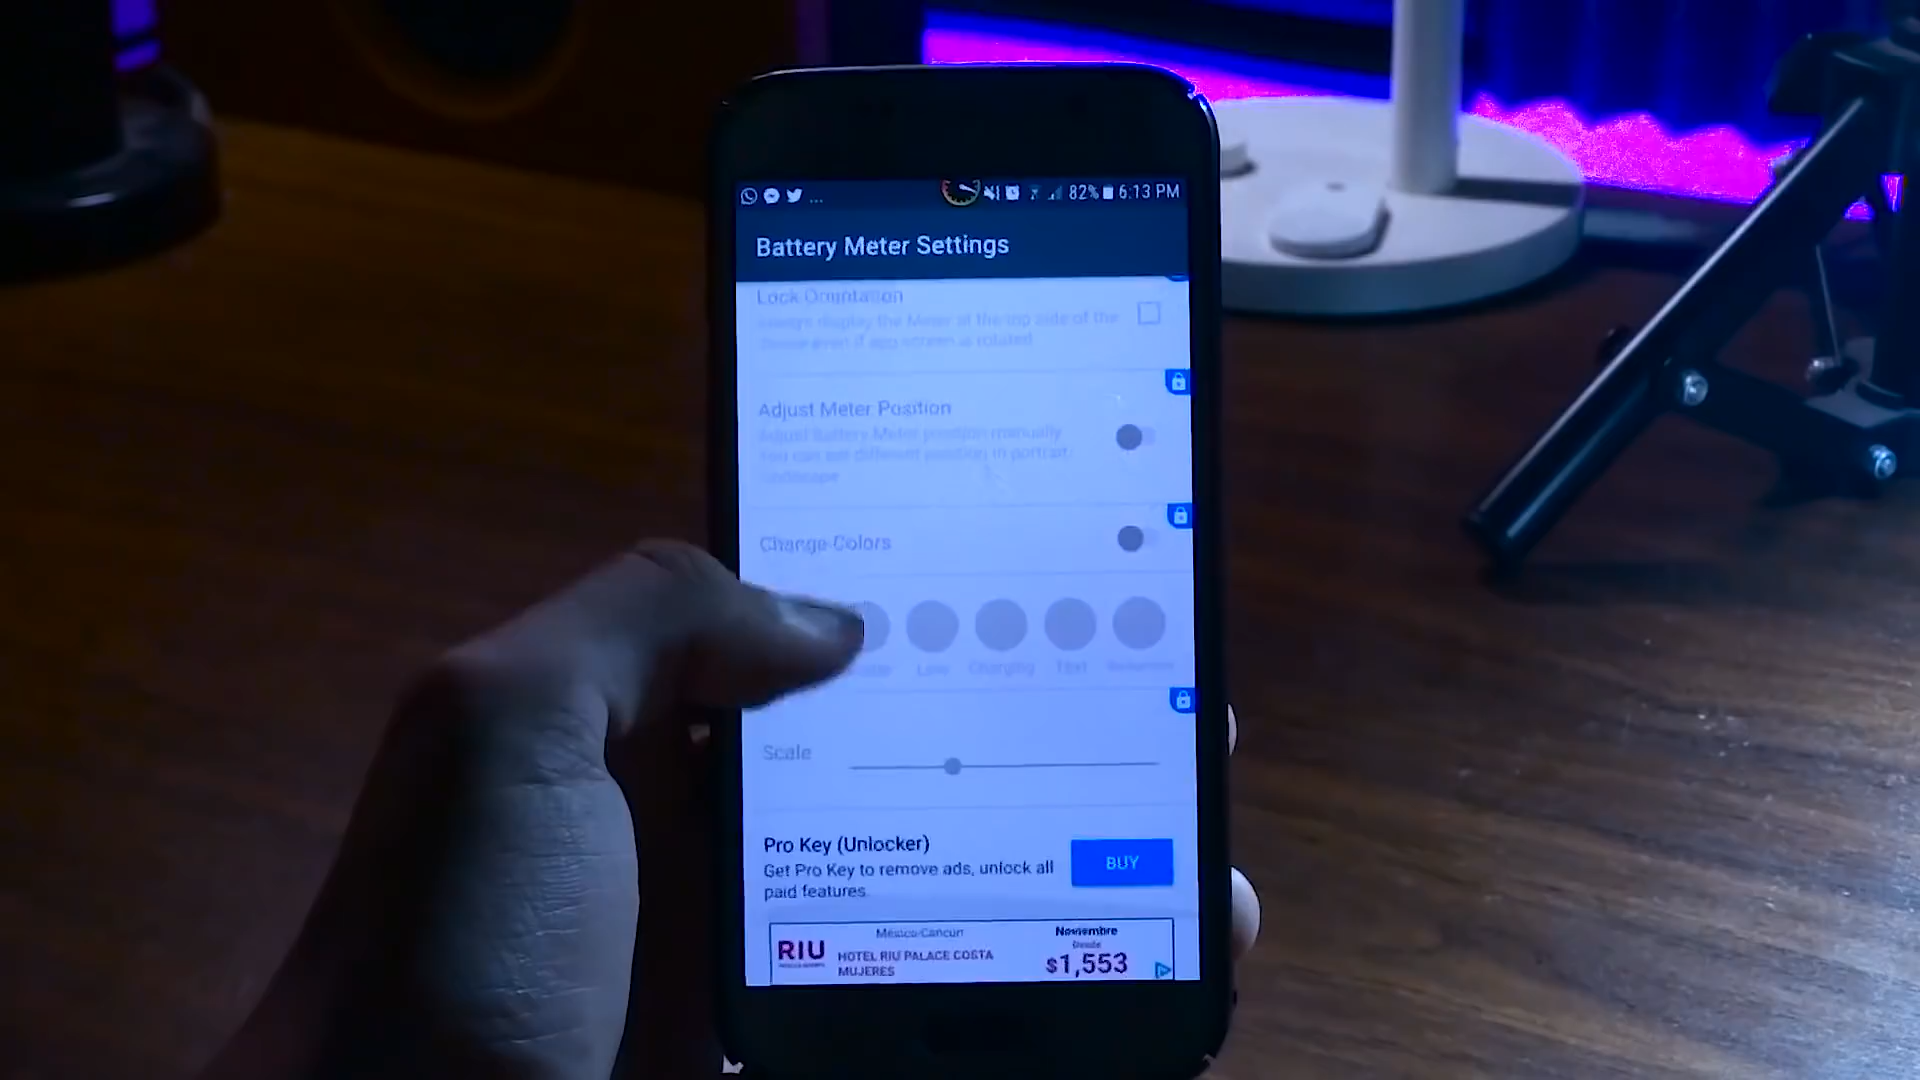 ... 82% 6:13 PM
Battery Meter Settings
Lock Orientation
Always display the Meter at the top side of the
device even if app screen is rotated
Adjust Meter Position
Adjust Battery Meter position manually
You can set different position in portrait
landscape
Change Colors
Low Charging Text
Scale
Pro Key (Unlocker)
Get Pro Key to remove ads, unlock all
paid features.
BUY
RIU
México-Cancún
HOTEL RIU PALACE COSTA
MUJERES
Noviembre
Desde
$1,553